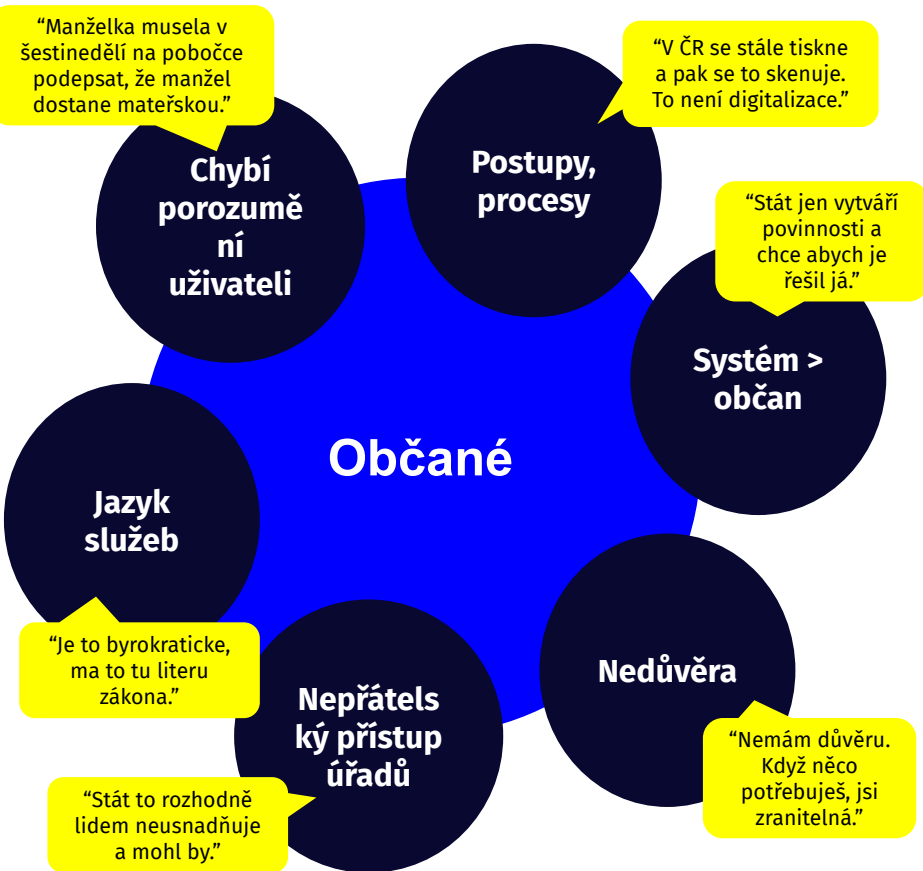 “Manželka musela v
šestinedělí na pobočce
podepsat, že manžel
dostane mateřskou.”
Chybí
porozumě
ní
uživateli
“V ČR se stále tiskne
a pak se to skenuje.
To není digitalizace.”
Postupy,
procesy
“Stát jen vytváří
povinnosti a
chce abych je
řešil já.”
Systém >
občan
Občané
Jazyk
služeb
“Je to byrokraticke,
ma to tu literu
zákona.”
Nedůvěra
“Nemám důvěru.
Když něco
potřebuješ, jsi
zranitelná.”
Nepřátels
ký přístup
úřadů
“Stát to rozhodně
lidem neusnadňuje
a mohl by.”